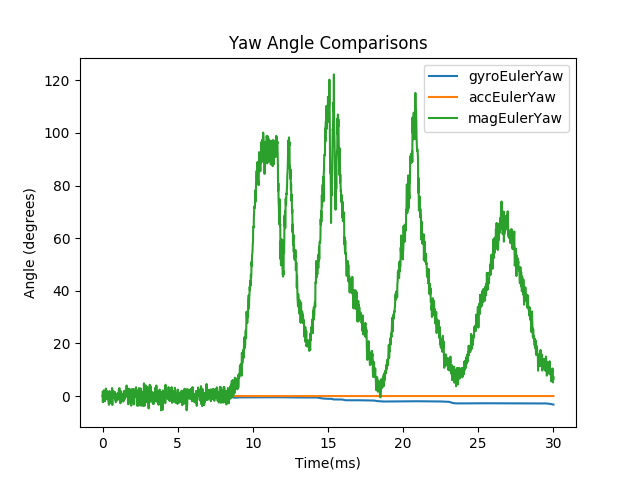 Yaw Angle Comparisons
gyroEulerYaw
accEulerYaw
magEulerYaw
Angle (degrees)
120
100
80
60
40
20
0
0 5 10 15 20 25 30
Time(ms)